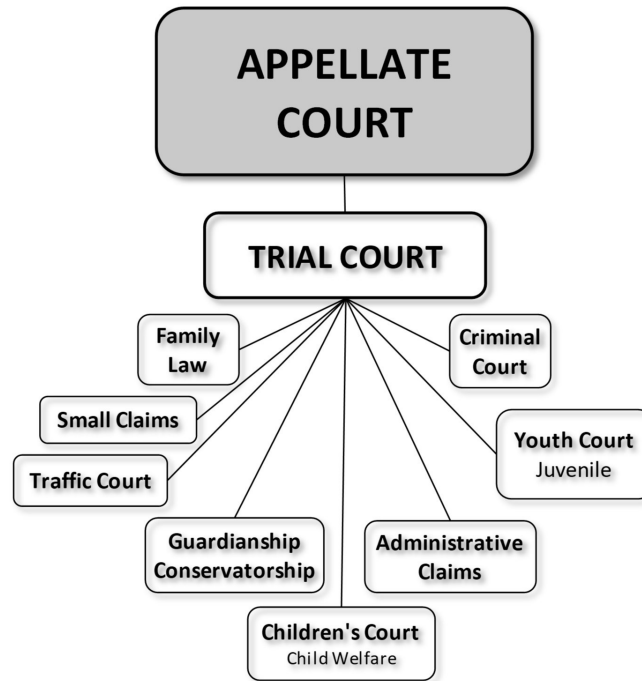 APPELLATE
COURT
TRIAL COURT
Family
Law
Criminal
Court
Small Claims
Youth Court
Juvenile
Traffic Court
Guardianship
Conservatorship
Administrative
Claims
Children's Court
Child Welfare